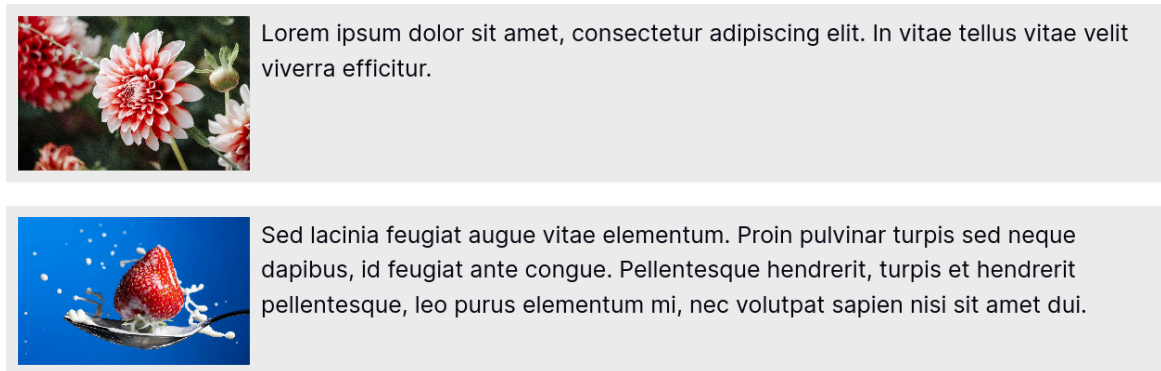 Lorem ipsum dolor sit amet, consectetur adipiscing elit. In vitae tellus vitae velit
viverra efficitur.
Sed lacinia feugiat augue vitae elementum. Proin pulvinar turpis sed neque
dapibus, id feugiat ante congue. Pellentesque hendrerit, turpis et hendrerit
pellentesque, leo purus elementum mi, nec volutpat sapien nisi sit amet dui.